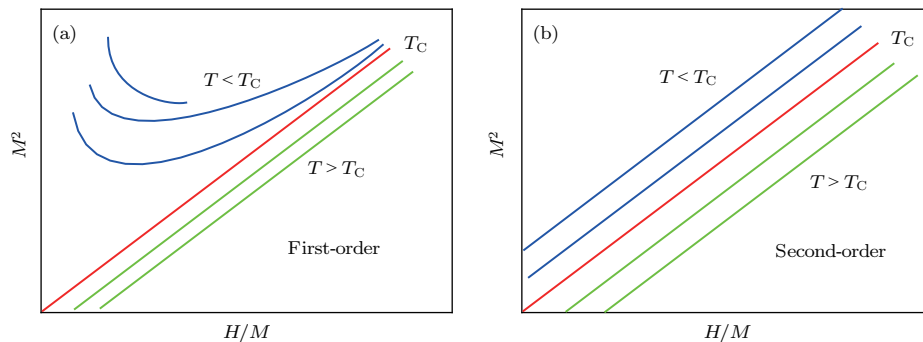 (a)
T_C
T < T_C
M²
T > T_C
First-order
H/M
(b)
T_C
T < T_C
M²
T > T_C
Second-order
H/M